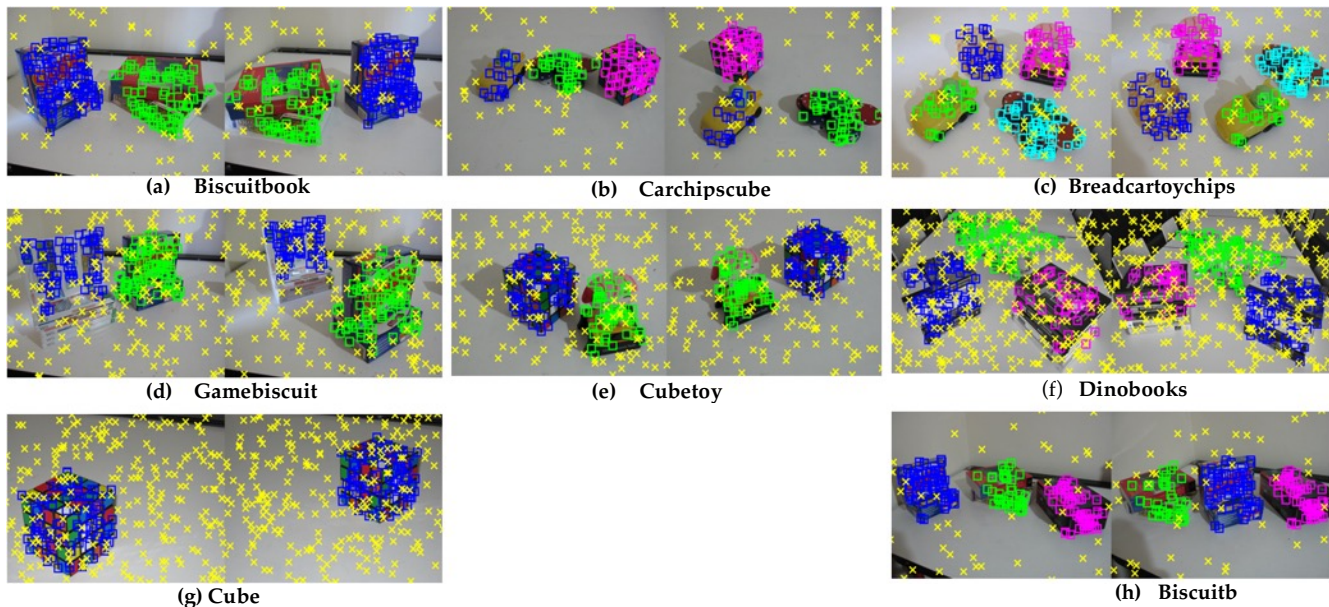 (a) Biscuitbook
(b) Carchipscube
(c) Breadcartoychips
(d) Gamebiscuit
(e) Cubetoy
(f) Dinobooks
(g) Cube
(h) Biscuitb